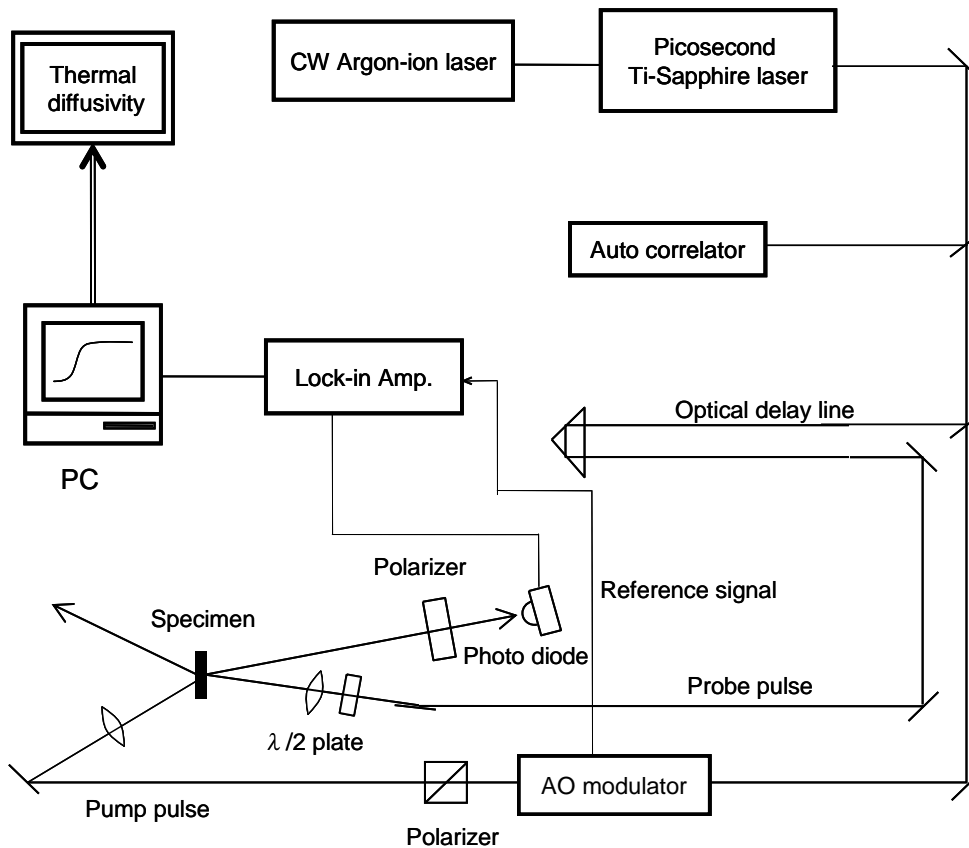 CW Argon-ion laser
Picosecond
Ti-Sapphire laser
Thermal
diffusivity
Auto correlator
Lock-in Amp.
Optical delay line
PC
Polarizer
Reference signal
Specimen
Photo diode
Probe pulse
λ /2 plate
AO modulator
Pump pulse
Polarizer